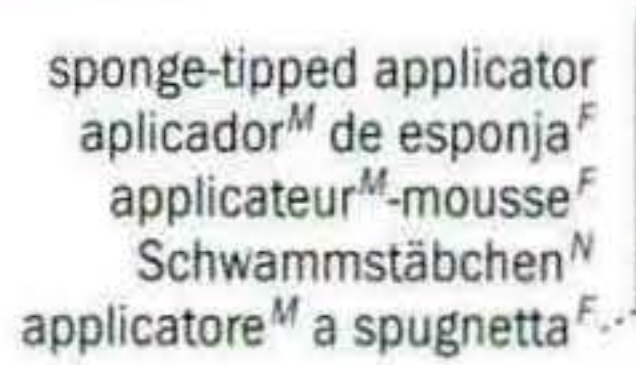 sponge-tipped applicator
aplicador^M de esponja^F
applicateur^M-mousse^F
Schwammstäbchen^N
applicatore^M a spugnetta^F